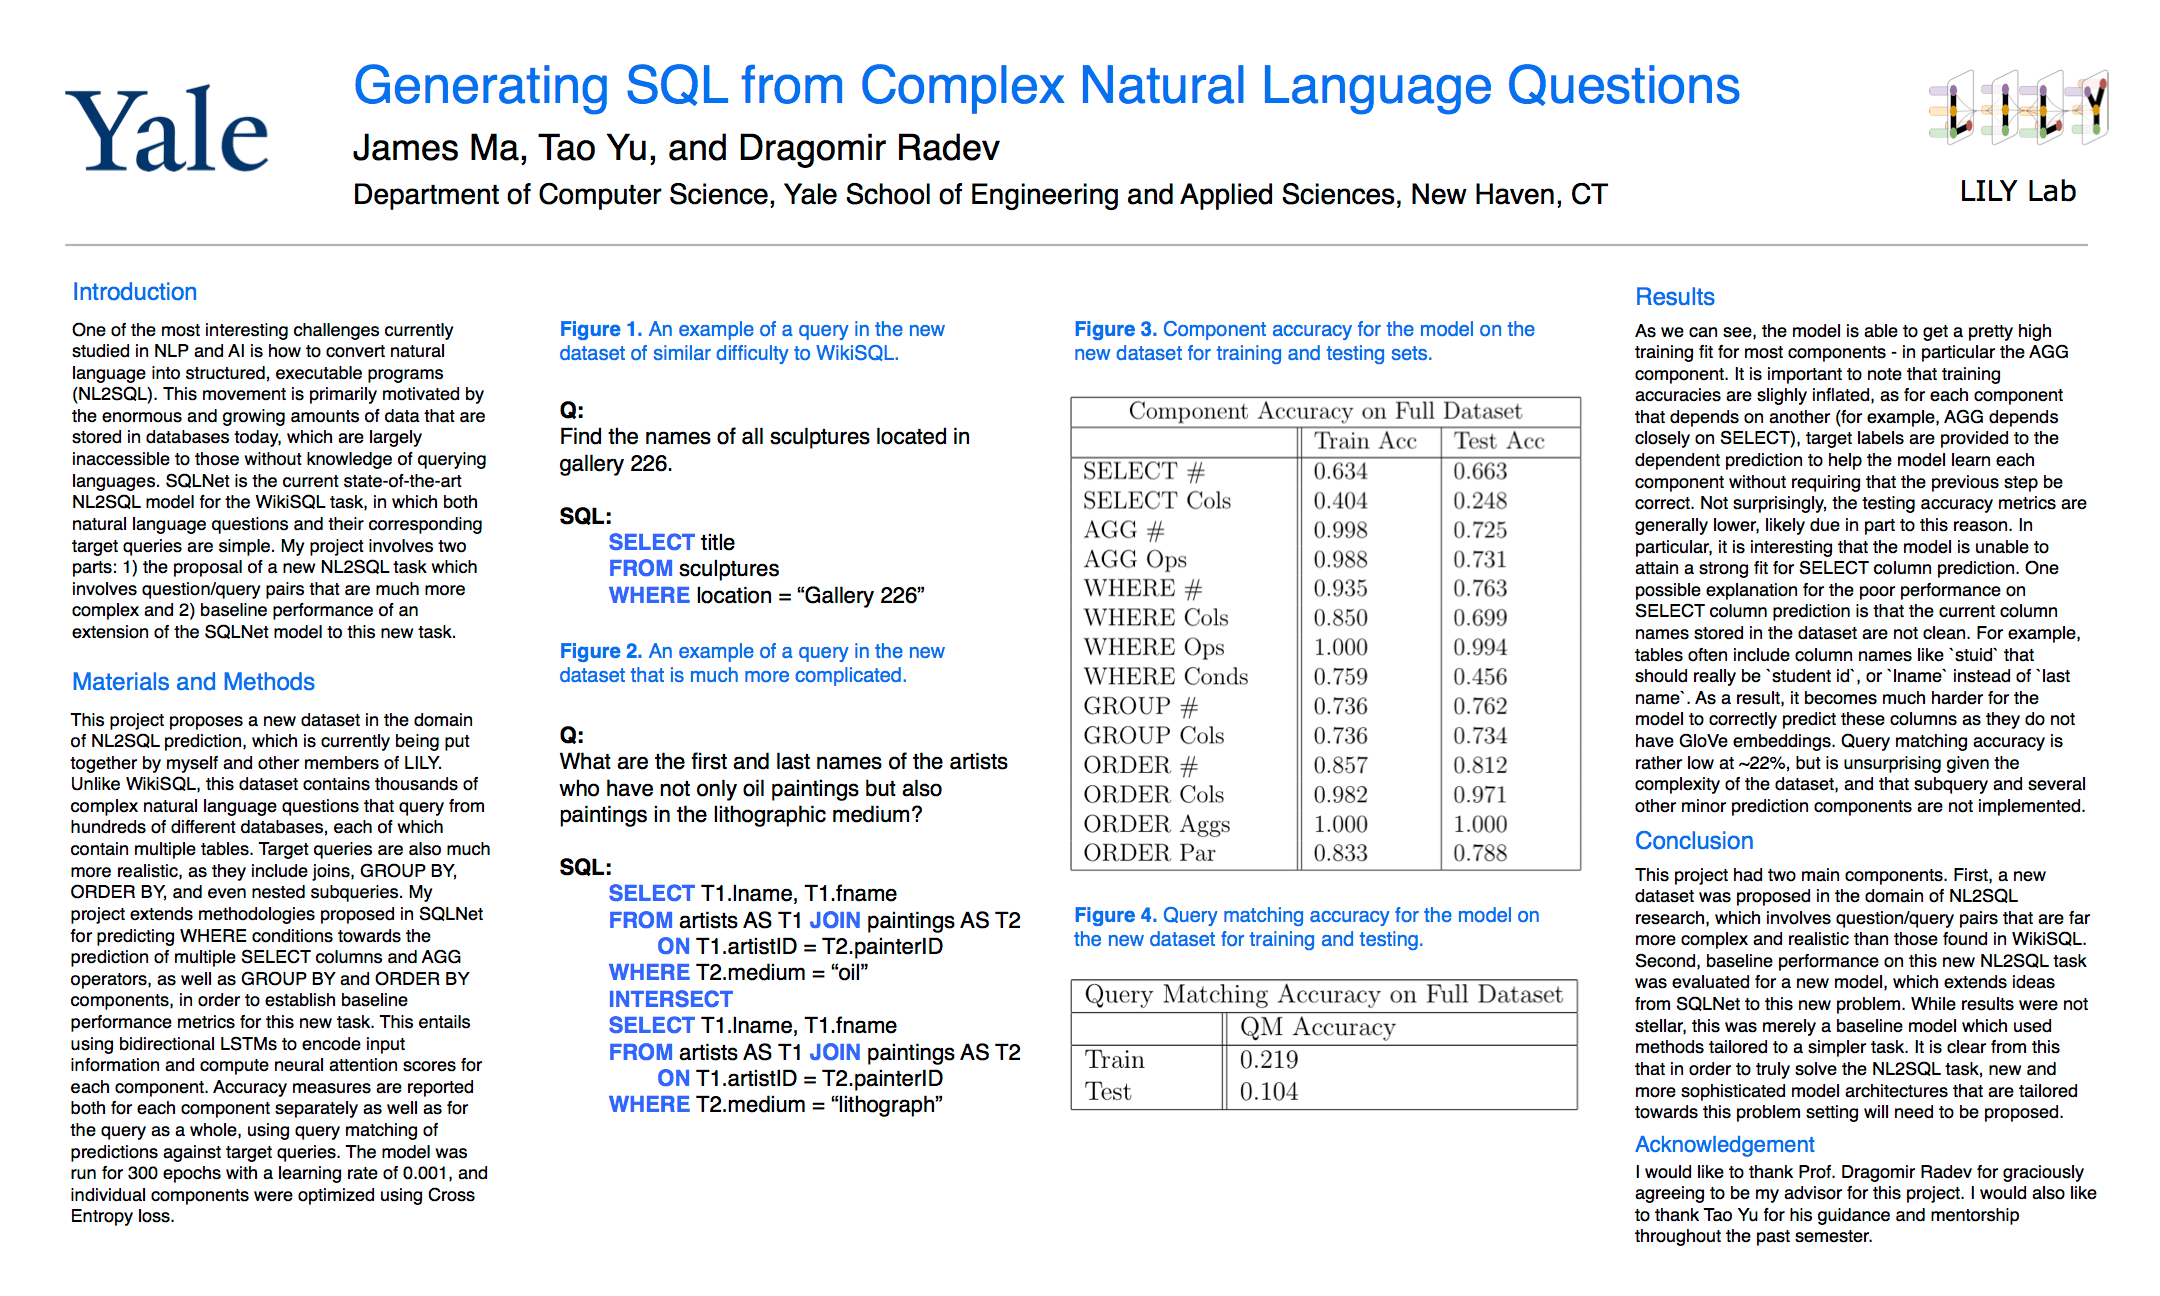 Yale
Generating SQL from Complex Natural Language Questions
James Ma, Tao Yu, and Dragomir Radev
Department of Computer Science, Yale School of Engineering and Applied Sciences, New Haven, CT
LILY
LILY Lab
Introduction
One of the most interesting challenges currently
studied in NLP and AI is how to convert natural
language into structured, executable programs
(NL2SQL). This movement is primarily motivated by
the enormous and growing amounts of data that are
stored in databases today, which are largely
inaccessible to those without knowledge of querying
languages. SQLNet is the current state-of-the-art
NL2SQL model for the WikiSQL task, in which both
natural language questions and their corresponding
target queries are simple. My project involves two
parts: 1) the proposal of a new NL2SQL task which
involves question/query pairs that are much more
complex and 2) baseline performance of an
extension of the SQLNet model to this new task.
Materials and Methods
This project proposes a new dataset in the domain
of NL2SQL prediction, which is currently being put
together by myself and other members of LILY.
Unlike WikiSQL, this dataset contains thousands of
complex natural language questions that query from
hundreds of different databases, each of which
contain multiple tables. Target queries are also much
more realistic, as they include joins, GROUP BY,
ORDER BY, and even nested subqueries. My
project extends methodologies proposed in SQLNet
for predicting WHERE conditions towards the
prediction of multiple SELECT columns and AGG
operators, as well as GROUP BY and ORDER BY
components, in order to establish baseline
performance metrics for this new task. This entails
using bidirectional LSTMs to encode input
information and compute neural attention scores for
each component. Accuracy measures are reported
both for each component separately as well as for
the query as a whole, using query matching of
predictions against target queries. The model was
run for 300 epochs with a learning rate of 0.001, and
individual components were optimized using Cross
Entropy loss.
Figure 1. An example of a query in the new
dataset of similar difficulty to WikiSQL.
Q:
Find the names of all sculptures located in
gallery 226.
SQL:
SELECT title
FROM sculptures
WHERE location = “Gallery 226”
Figure 2. An example of a query in the new
dataset that is much more complicated.
Q:
What are the first and last names of the artists
who have not only oil paintings but also
paintings in the lithographic medium?
SQL:
SELECT T1.lname, T1.fname
FROM artists AS T1 JOIN paintings AS T2
ON T1.artistID = T2.painterID
WHERE T2.medium = “oil”
INTERSECT
SELECT T1.lname, T1.fname
FROM artists AS T1 JOIN paintings AS T2
ON T1.artistID = T2.painterID
WHERE T2.medium = “lithograph”
Figure 3. Component accuracy for the model on the
new dataset for training and testing sets.
Component Accuracy on Full Dataset
Train Acc Test Acc
SELECT # 0.634 0.663
SELECT Cols 0.404 0.248
AGG # 0.998 0.725
AGG Ops 0.988 0.731
WHERE # 0.935 0.763
WHERE Cols 0.850 0.699
WHERE Ops 1.000 0.994
WHERE Conds 0.759 0.456
GROUP # 0.736 0.762
GROUP Cols 0.736 0.734
ORDER # 0.857 0.812
ORDER Cols 0.982 0.971
ORDER Aggs 1.000 1.000
ORDER Par 0.833 0.788
Figure 4. Query matching accuracy for the model on
the new dataset for training and testing.
Query Matching Accuracy on Full Dataset
QM Accuracy
Train 0.219
Test 0.104
Results
As we can see, the model is able to get a pretty high
training fit for most components - in particular the AGG
component. It is important to note that training
accuracies are slighly inflated, as for each component
that depends on another (for example, AGG depends
closely on SELECT), target labels are provided to the
dependent prediction to help the model learn each
component without requiring that the previous step be
correct. Not surprisingly, the testing accuracy metrics are
generally lower, likely due in part to this reason. In
particular, it is interesting that the model is unable to
attain a strong fit for SELECT column prediction. One
possible explanation for the poor performance on
SELECT column prediction is that the current column
names stored in the dataset are not clean. For example,
tables often include column names like `stuid` that
should really be `student id`, or `lname` instead of `last
name`. As a result, it becomes much harder for the
model to correctly predict these columns as they do not
have GloVe embeddings. Query matching accuracy is
rather low at ~22%, but is unsurprising given the
complexity of the dataset, and that subquery and several
other minor prediction components are not implemented.
Conclusion
This project had two main components. First, a new
dataset was proposed in the domain of NL2SQL
research, which involves question/query pairs that are far
more complex and realistic than those found in WikiSQL.
Second, baseline performance on this new NL2SQL task
was evaluated for a new model, which extends ideas
from SQLNet to this new problem. While results were not
stellar, this was merely a baseline model which used
methods tailored to a simpler task. It is clear from this
that in order to truly solve the NL2SQL task, new and
more sophisticated model architectures that are tailored
towards this problem setting will need to be proposed.
Acknowledgement
I would like to thank Prof. Dragomir Radev for graciously
agreeing to be my advisor for this project. I would also like
to thank Tao Yu for his guidance and mentorship
throughout the past semester.